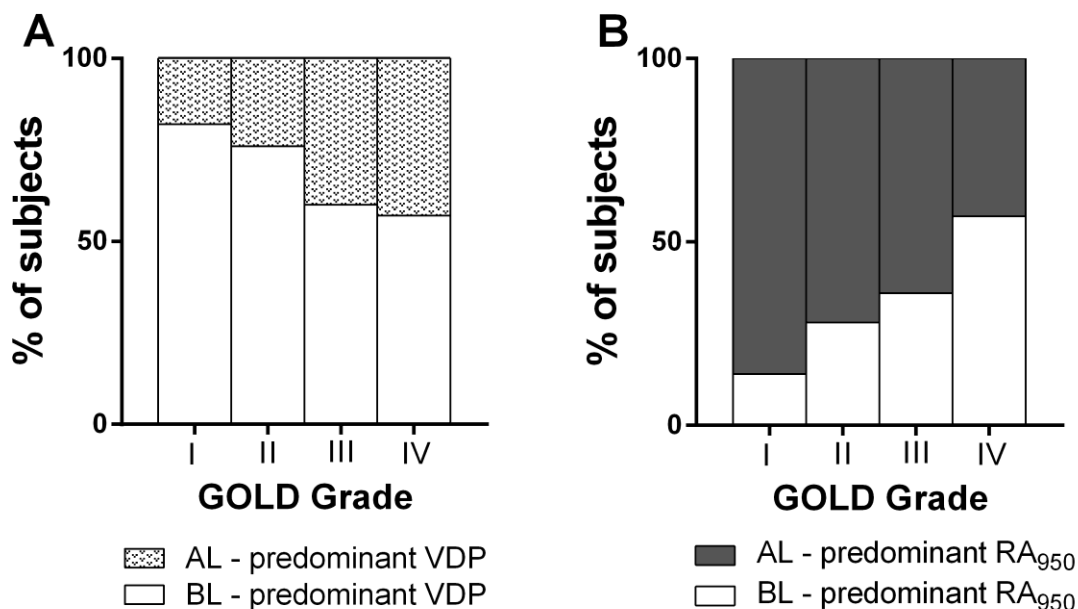 A
% of subjects
100
50
0
I II III IV
GOLD Grade
AL - predominant VDP
BL - predominant VDP
B
% of subjects
100
50
0
I II III IV
GOLD Grade
AL - predominant RA950
BL - predominant RA950